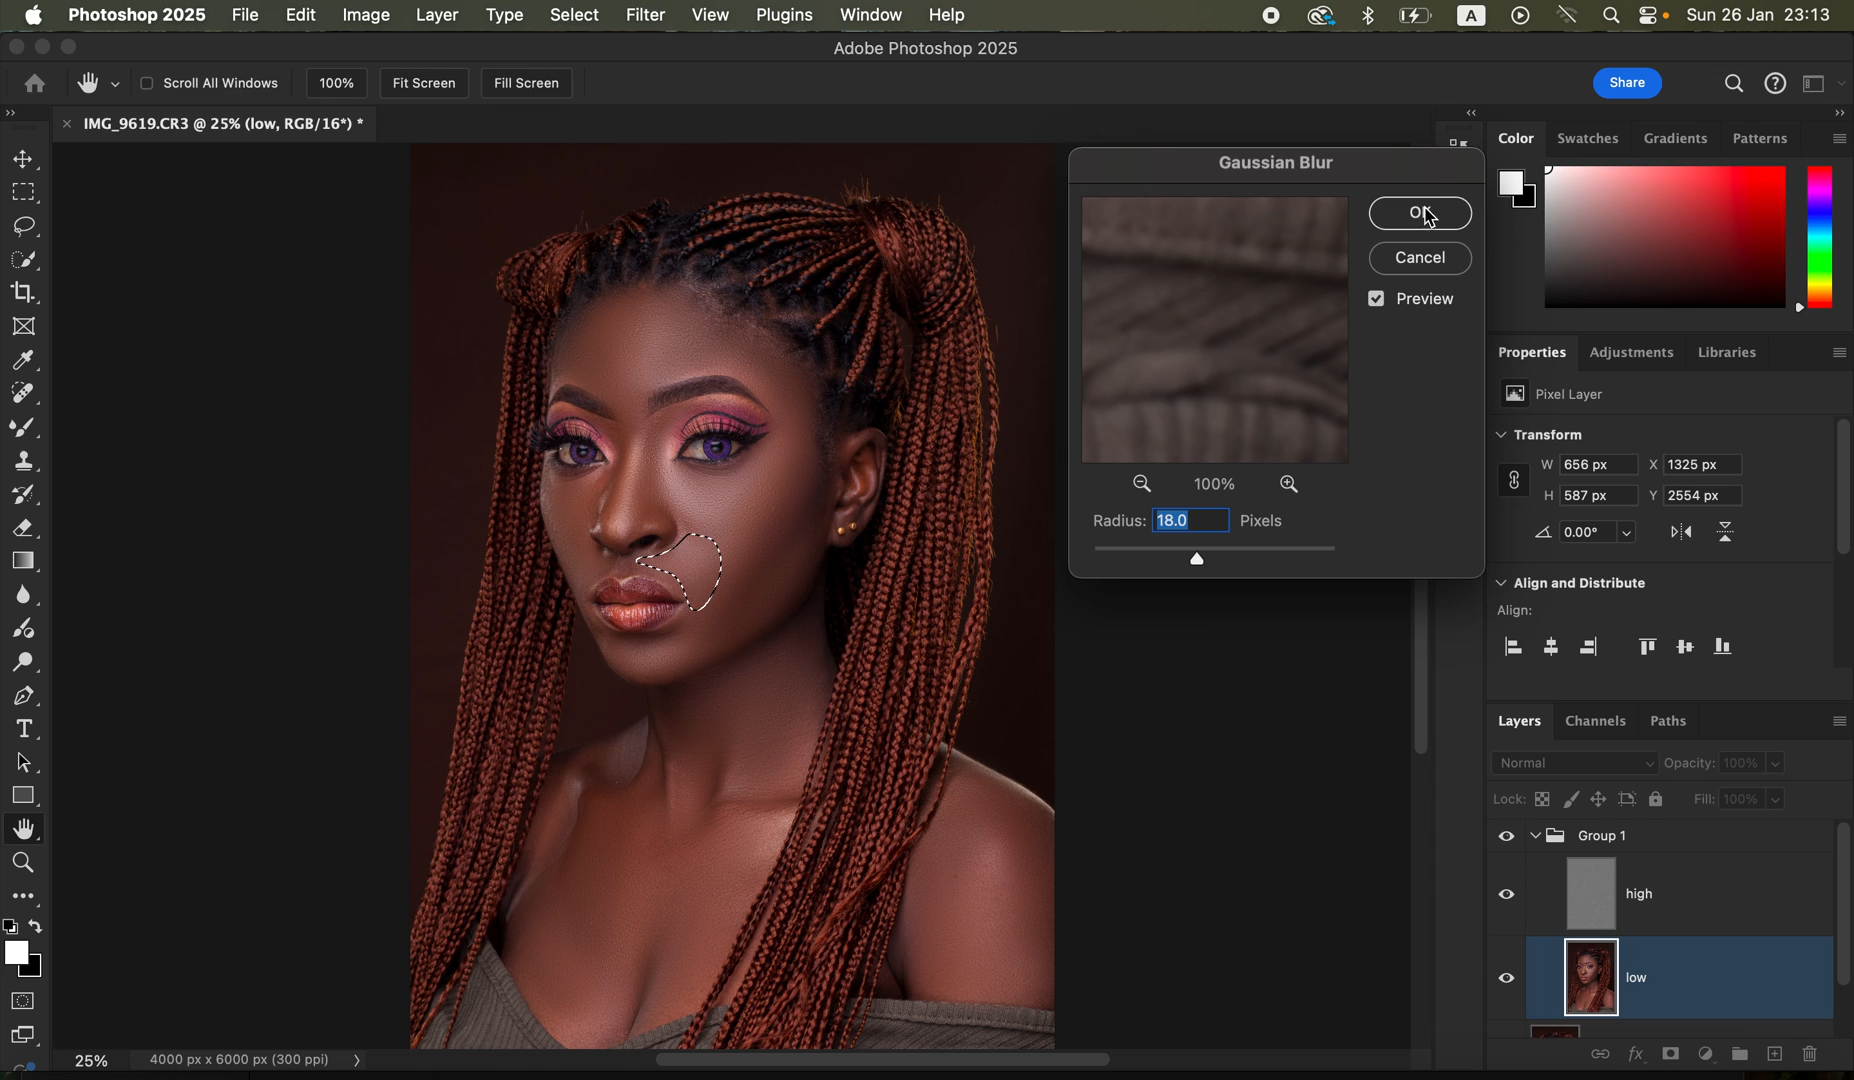 Photoshop 2025 File Edit Image Layer Type Select Filter View Plugins Window Help A Sun 26 Jan 23:13
Adobe Photoshop 2025
Scroll All Windows 100% Fit Screen Fill Screen Share
× IMG_9619.CR3 @ 25% (low, RGB/16*) *
Color Swatches Gradients Patterns
Gaussian Blur
OK
Cancel
Preview
100%
Radius: 18.0 Pixels
Properties Adjustments Libraries
Pixel Layer
Transform
W 656 px X 1325 px
H 587 px Y 2554 px
0.00°
Align and Distribute
Align:
Layers Channels Paths
Normal Opacity: 100%
Lock: Fill: 100%
Group 1
high
low
25% 4000 px x 6000 px (300 ppi)